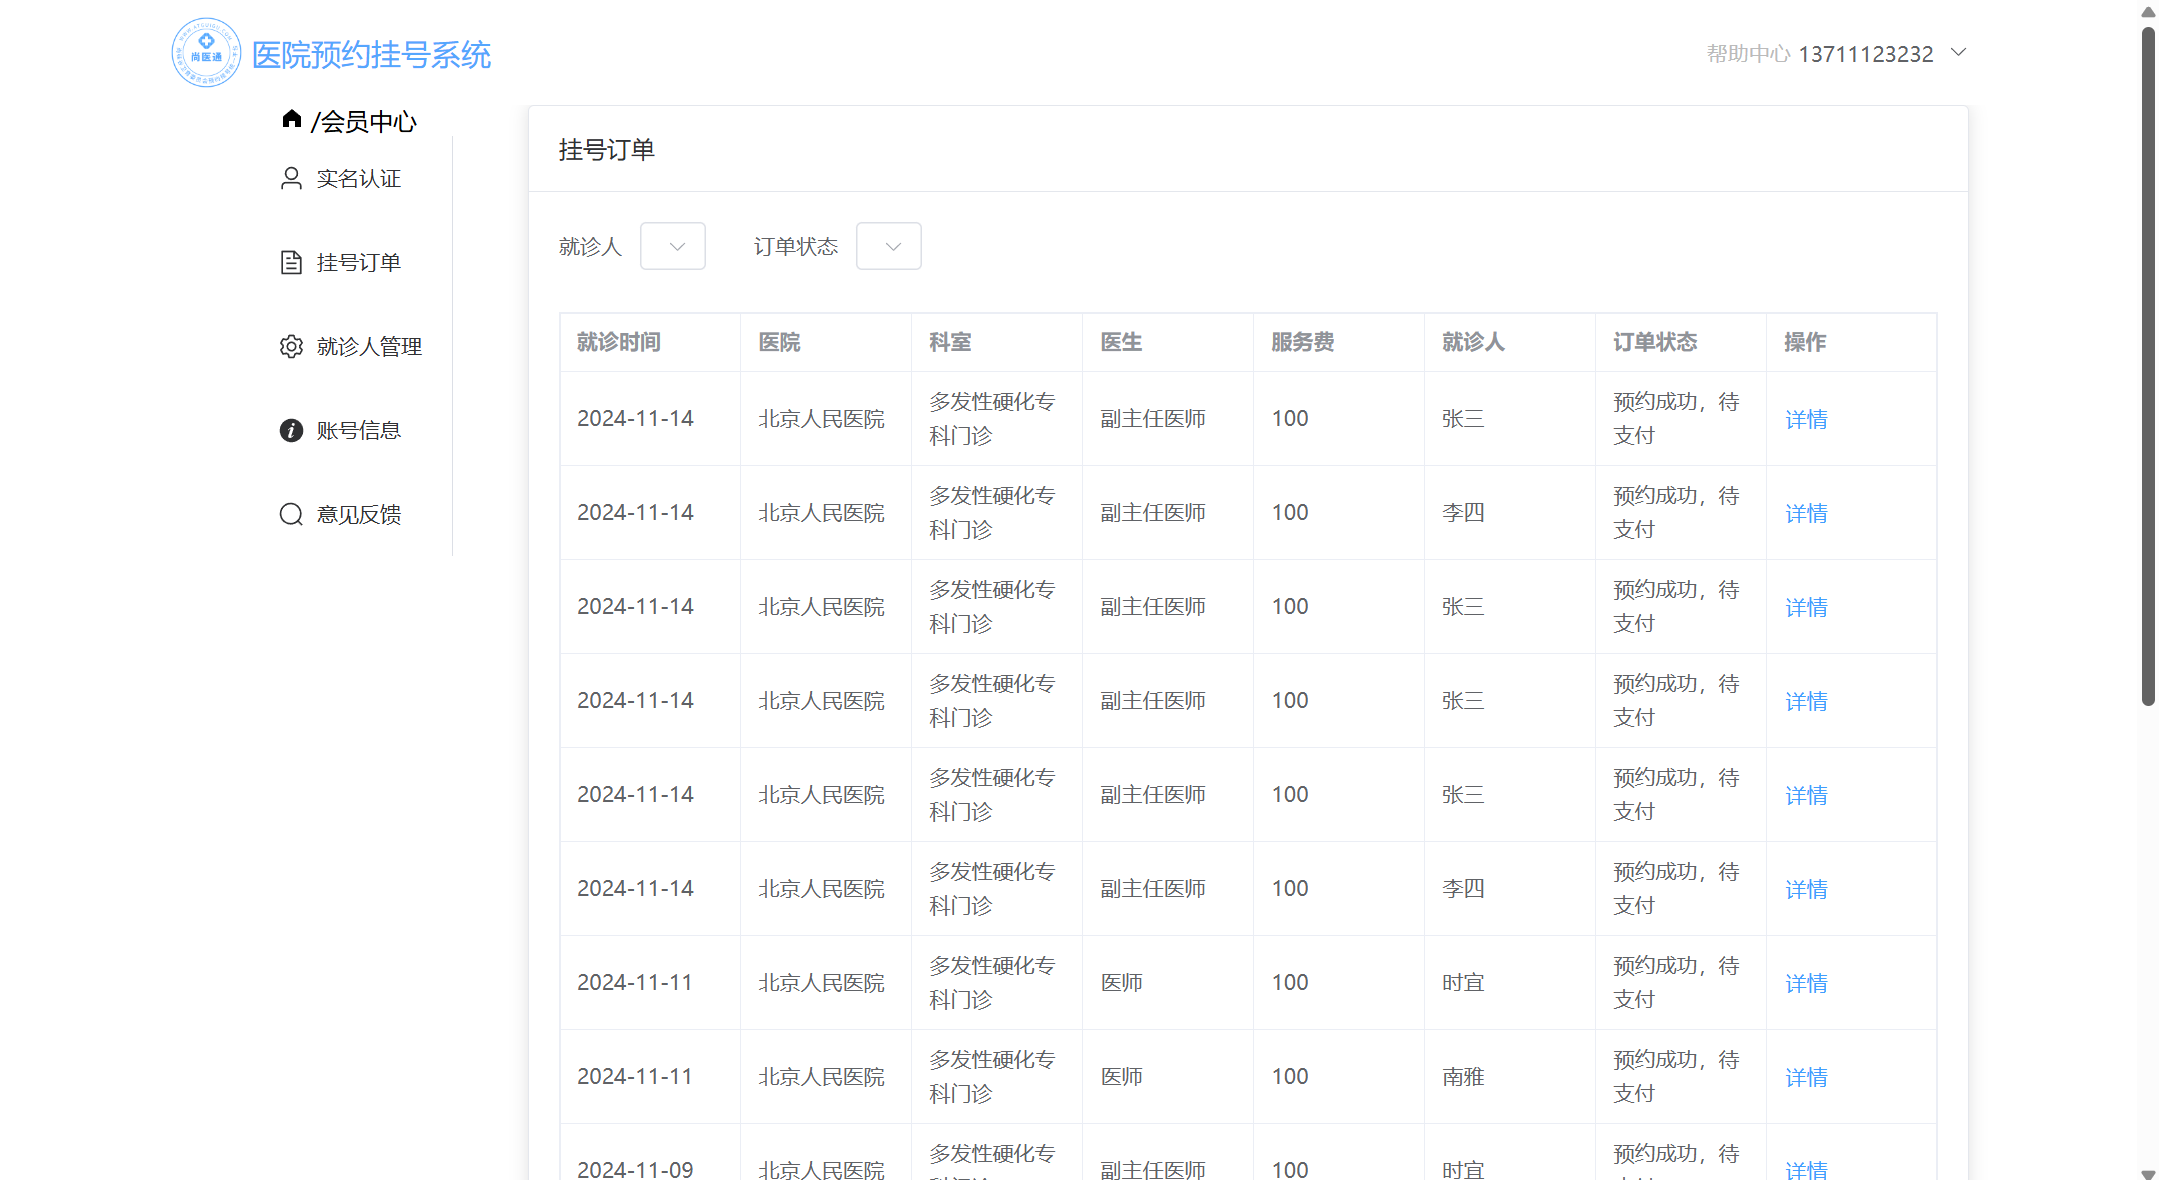 尚医通
医院预约挂号系统
帮助中心 13711123232
/会员中心
实名认证
挂号订单
就诊人管理
账号信息
意见反馈
挂号订单
就诊人 订单状态
就诊时间 医院 科室 医生 服务费 就诊人 订单状态 操作
2024-11-14 北京人民医院 多发性硬化专 副主任医师 100 张三 预约成功，待 详情
科门诊 支付
2024-11-14 北京人民医院 多发性硬化专 副主任医师 100 李四 预约成功，待 详情
科门诊 支付
2024-11-14 北京人民医院 多发性硬化专 副主任医师 100 张三 预约成功，待 详情
科门诊 支付
2024-11-14 北京人民医院 多发性硬化专 副主任医师 100 张三 预约成功，待 详情
科门诊 支付
2024-11-14 北京人民医院 多发性硬化专 副主任医师 100 张三 预约成功，待 详情
科门诊 支付
2024-11-14 北京人民医院 多发性硬化专 副主任医师 100 李四 预约成功，待 详情
科门诊 支付
2024-11-11 北京人民医院 多发性硬化专 医师 100 时宜 预约成功，待 详情
科门诊 支付
2024-11-11 北京人民医院 多发性硬化专 医师 100 南雅 预约成功，待 详情
科门诊 支付
2024-11-09 北京人民医院 多发性硬化专 副主任医师 100 时宜 预约成功，待 详情